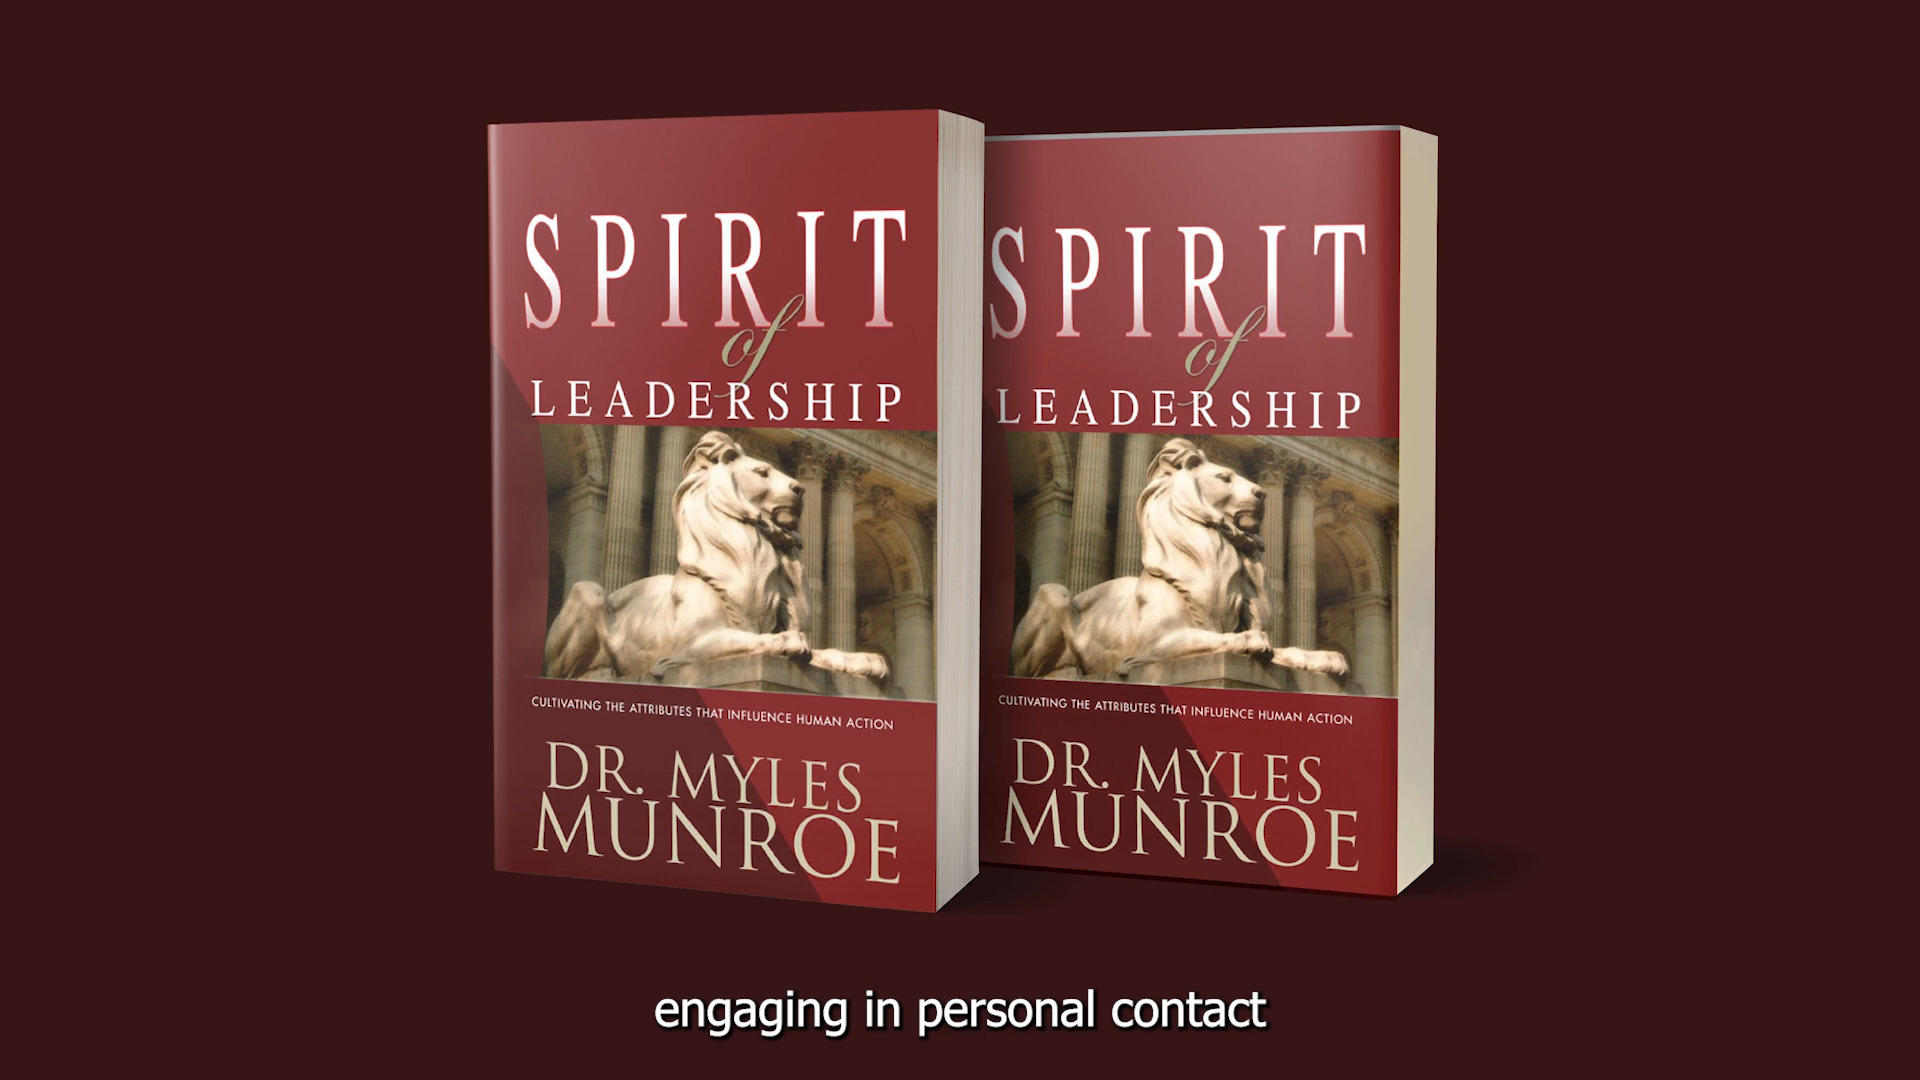 SPIRIT
of
LEADERSHIP
CULTIVATING THE ATTRIBUTES THAT INFLUENCE HUMAN ACTION
DR. MYLES
MUNROE
SPIRIT
of
LEADERSHIP
CULTIVATING THE ATTRIBUTES THAT INFLUENCE HUMAN ACTION
DR. MYLES
MUNROE
engaging in personal contact